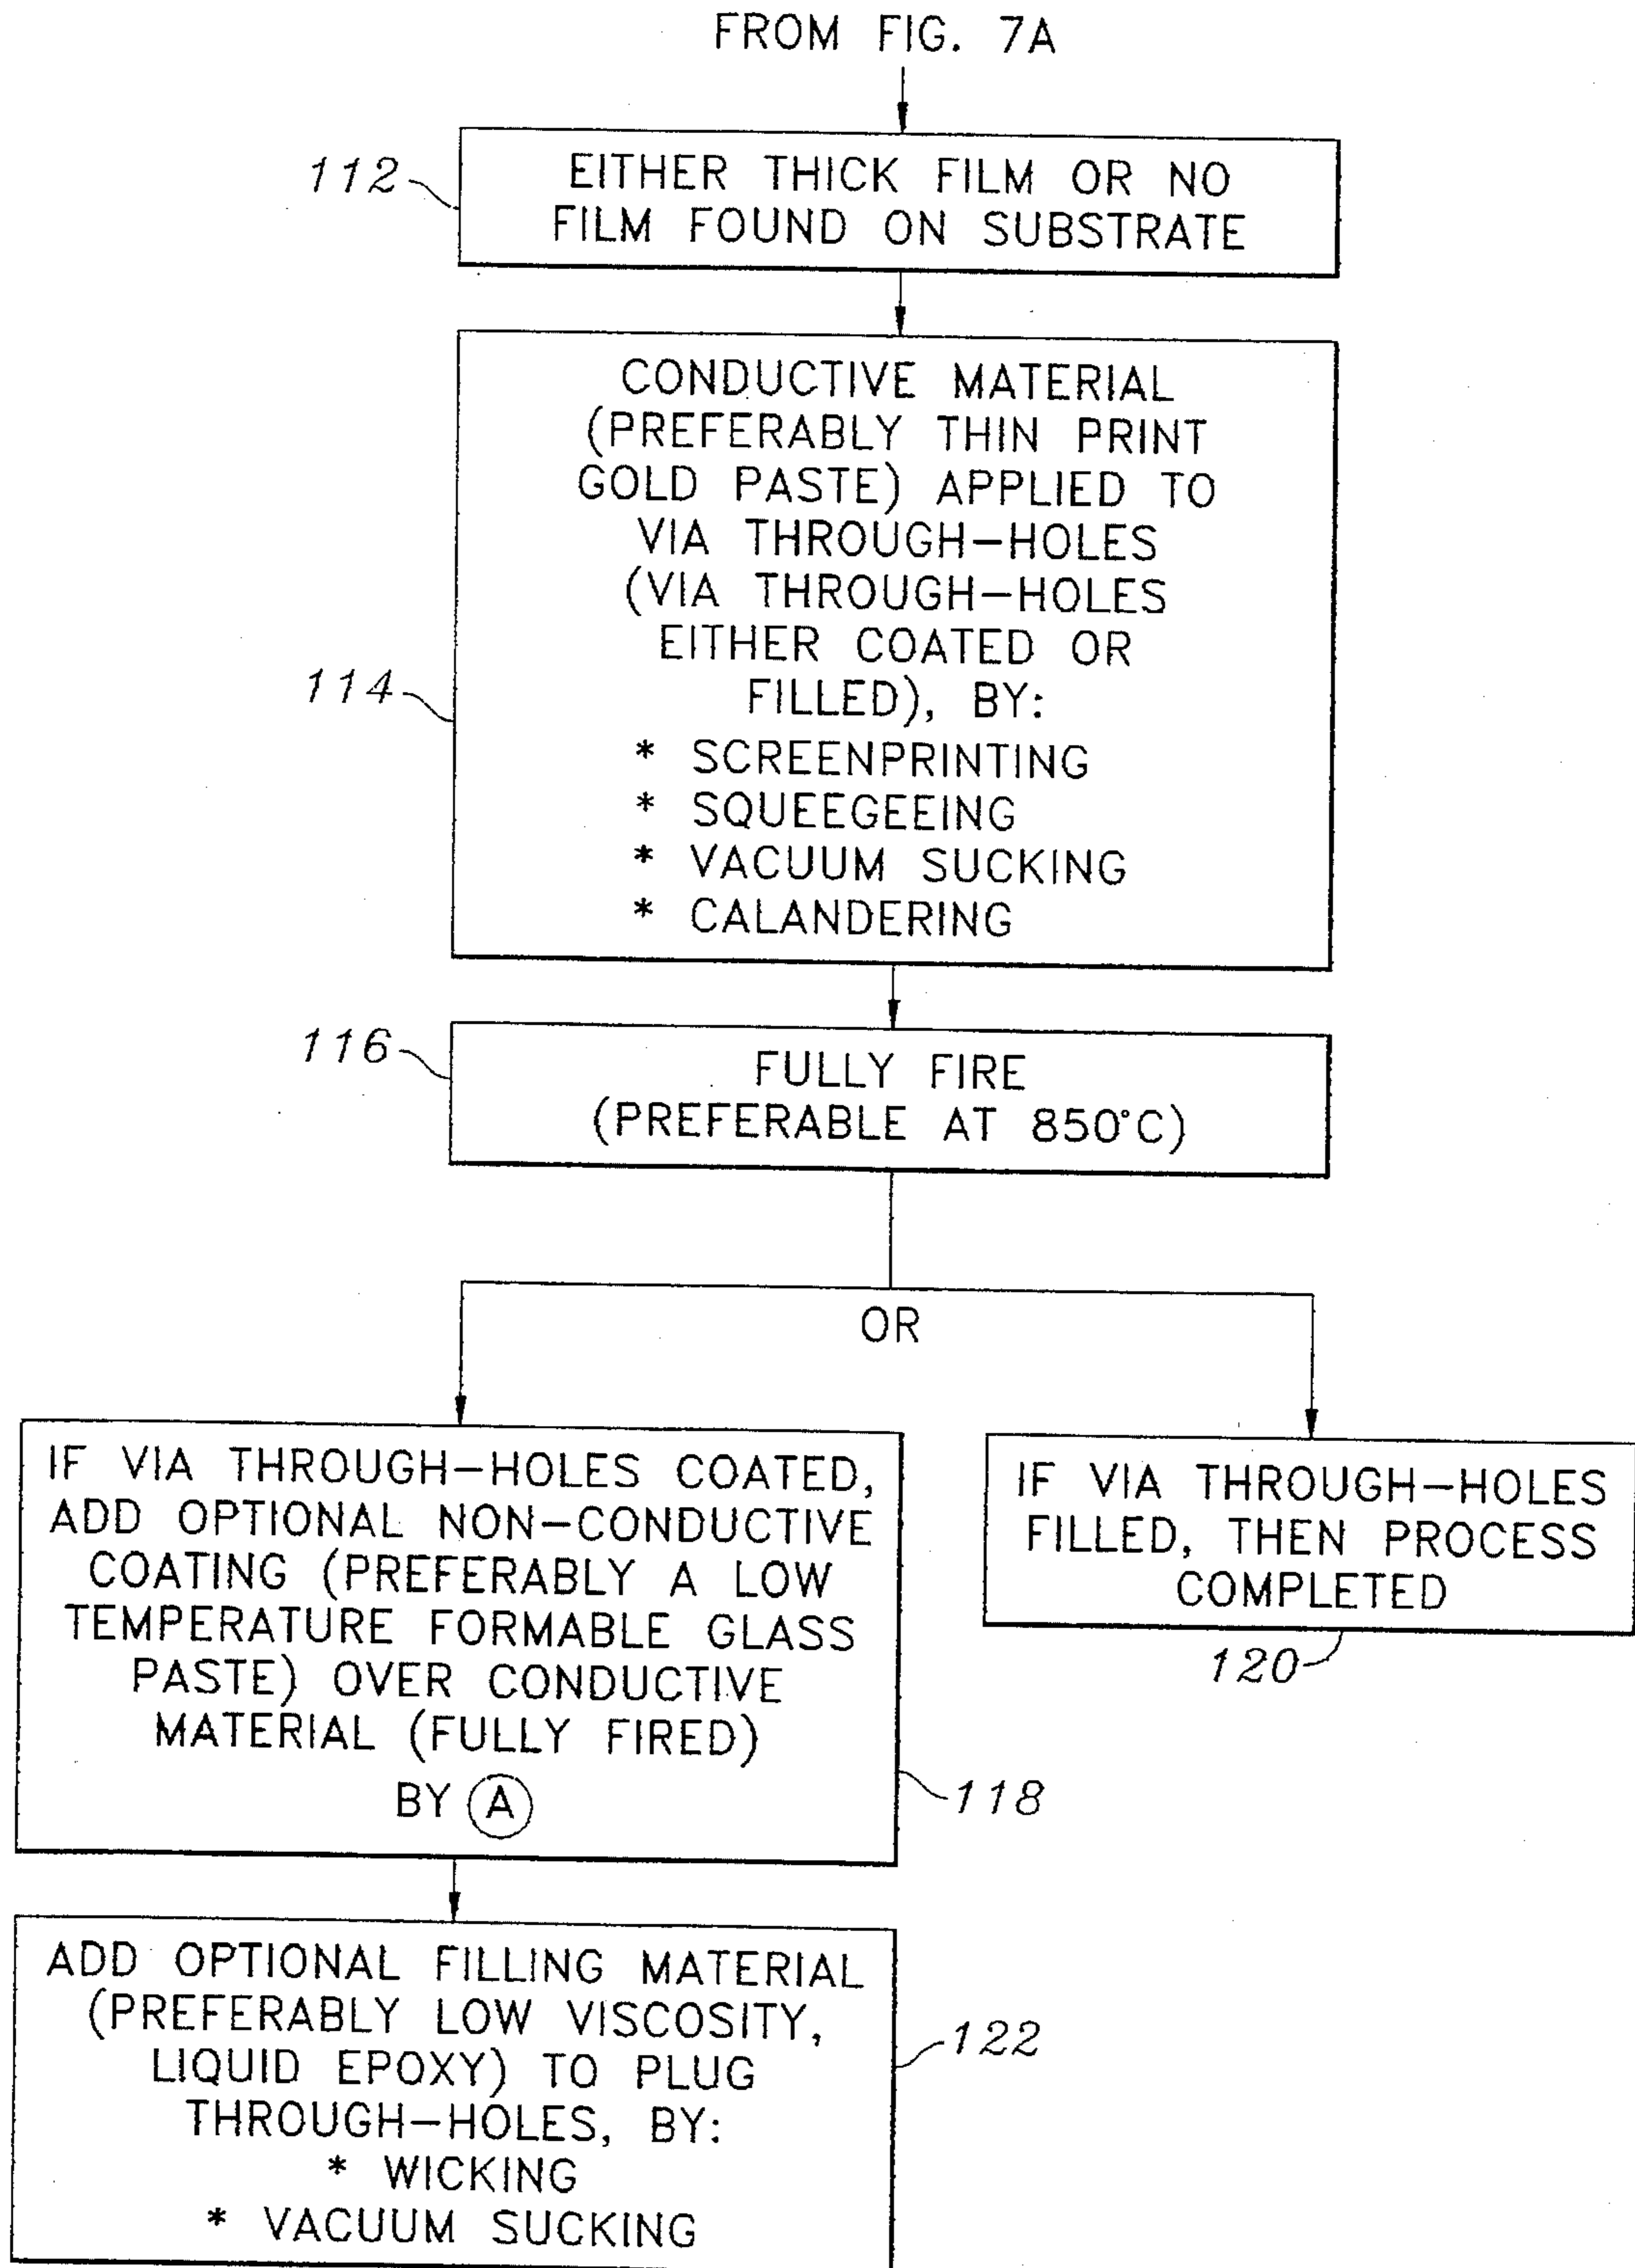 FROM FIG. 7A
112
EITHER THICK FILM OR NO
FILM FOUND ON SUBSTRATE
114
CONDUCTIVE MATERIAL
(PREFERABLY THIN PRINT
GOLD PASTE) APPLIED TO
VIA THROUGH-HOLES
(VIA THROUGH-HOLES
EITHER COATED OR
FILLED), BY:
* SCREENPRINTING
* SQUEEGEEING
* VACUUM SUCKING
* CALANDERING
116
FULLY FIRE
(PREFERABLE AT 850°C)
OR
IF VIA THROUGH-HOLES COATED,
ADD OPTIONAL NON-CONDUCTIVE
COATING (PREFERABLY A LOW
TEMPERATURE FORMABLE GLASS
PASTE) OVER CONDUCTIVE
MATERIAL (FULLY FIRED)
BY A
118
IF VIA THROUGH-HOLES
FILLED, THEN PROCESS
COMPLETED
120
ADD OPTIONAL FILLING MATERIAL
(PREFERABLY LOW VISCOSITY,
LIQUID EPOXY) TO PLUG
THROUGH-HOLES, BY:
* WICKING
* VACUUM SUCKING
122